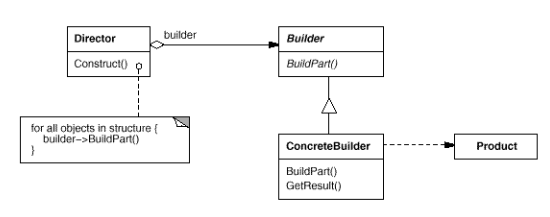 Director
builder
Builder
Construct()
BuildPart()
for all objects in structure {
builder->BuildPart()
}
ConcreteBuilder
Product
BuildPart()
GetResult()